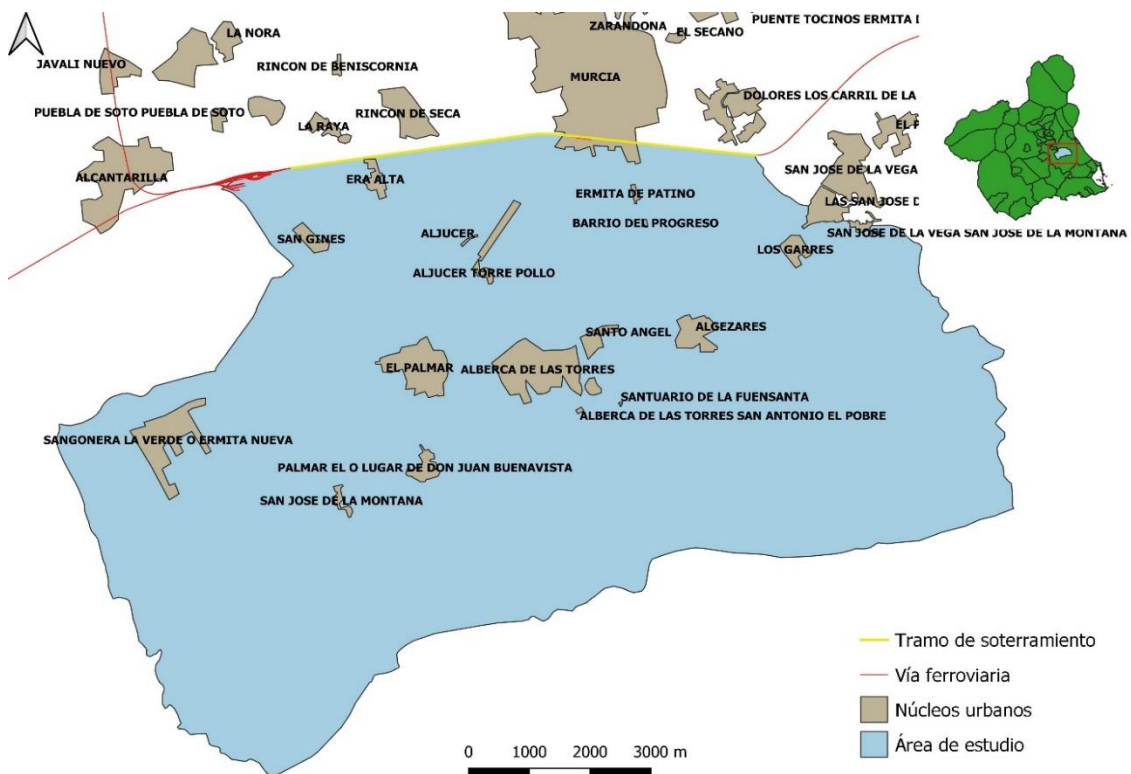 ZARANDONA
PUENTE TOCINOS ERMITA
EL SECANO
LA NORA
JAVALI NUEVO
RINCON DE BENISCORNIA
MURCIA
DOLORES LOS CARRIL DE LA
PUEBLA DE SOTO PUEBLA DE SOTO
RINCON DE SECA
LA RAYA
EL
SAN JOSE DE LA VEGA
ALCANTARILLA
ERA ALTA
ERMITA DE PATINO
LAS SAN JOSE D
BARRIO DEL PROGRESO
ALJUCER
SAN JOSE DE LA VEGA SAN JOSE DE LA MONTANA
SAN GINES
LOS GARRES
ALJUCER TORRE POLLO
SANTO ANGEL
ALGEZARES
EL PALMAR
ALBERCA DE LAS TORRES
SANTUARIO DE LA FUENSANTA
ALBERCA DE LAS TORRES SAN ANTONIO EL POBRE
SANGONERA LA VERDE O ERMITA NUEVA
PALMAR EL O LUGAR DE DON JUAN BUENAVISTA
SAN JOSE DE LA MONTANA
Tramo de soterramiento
Vía ferroviaria
Núcleos urbanos
Área de estudio
0 1000 2000 3000 m